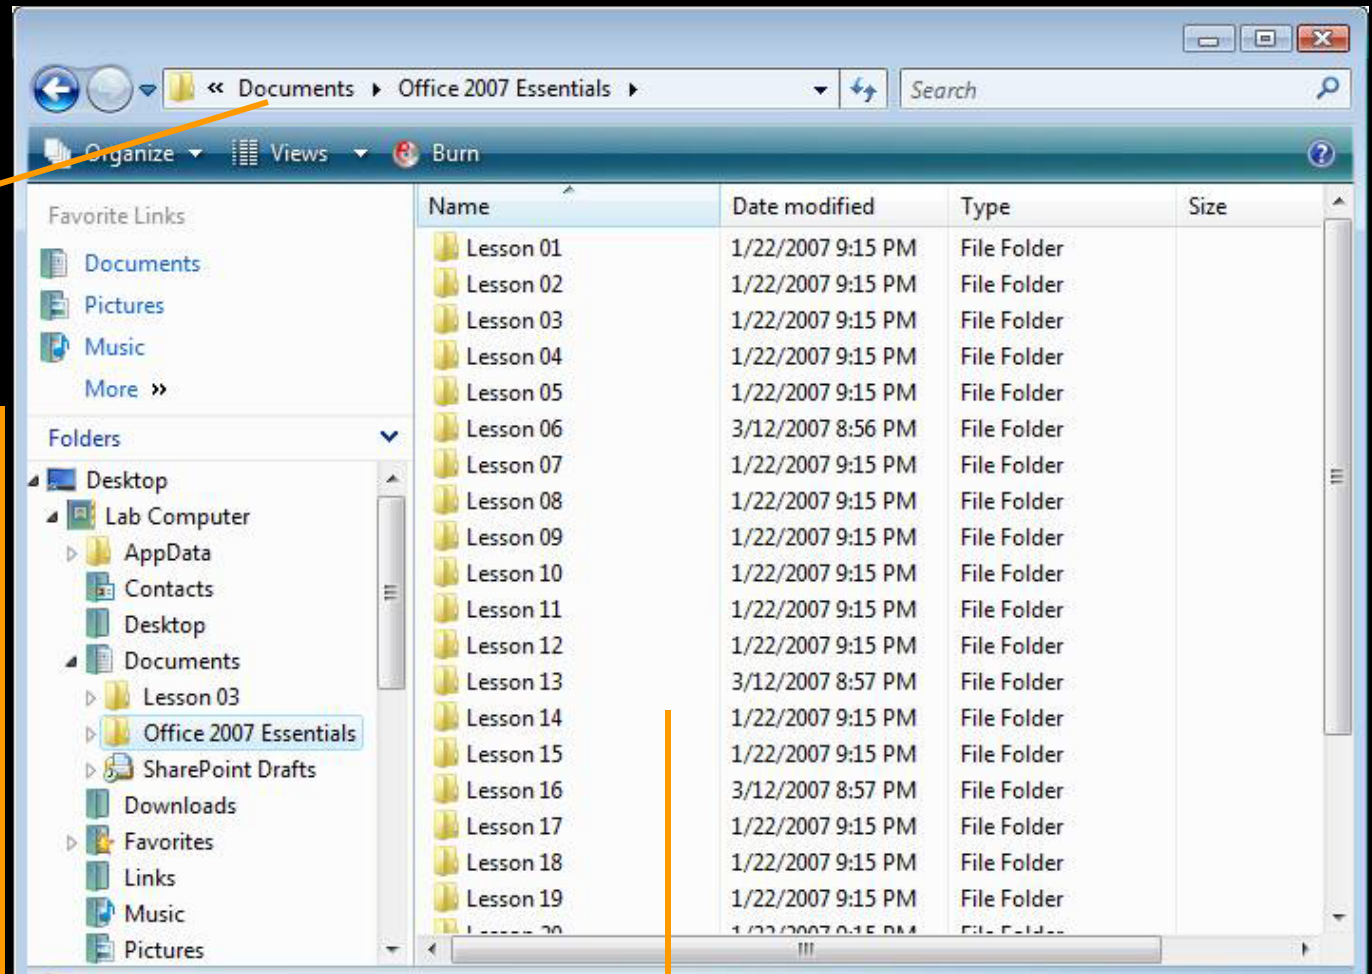 « Documents ▸ Office 2007 Essentials ▸ Search
Organize Views Burn
Favorite Links
Documents
Pictures
Music
More »
Folders
Desktop
Lab Computer
AppData
Contacts
Desktop
Documents
Lesson 03
Office 2007 Essentials
SharePoint Drafts
Downloads
Favorites
Links
Music
Pictures
Name Date modified Type Size
Lesson 01 1/22/2007 9:15 PM File Folder
Lesson 02 1/22/2007 9:15 PM File Folder
Lesson 03 1/22/2007 9:15 PM File Folder
Lesson 04 1/22/2007 9:15 PM File Folder
Lesson 05 1/22/2007 9:15 PM File Folder
Lesson 06 3/12/2007 8:56 PM File Folder
Lesson 07 1/22/2007 9:15 PM File Folder
Lesson 08 1/22/2007 9:15 PM File Folder
Lesson 09 1/22/2007 9:15 PM File Folder
Lesson 10 1/22/2007 9:15 PM File Folder
Lesson 11 1/22/2007 9:15 PM File Folder
Lesson 12 1/22/2007 9:15 PM File Folder
Lesson 13 3/12/2007 8:57 PM File Folder
Lesson 14 1/22/2007 9:15 PM File Folder
Lesson 15 1/22/2007 9:15 PM File Folder
Lesson 16 3/12/2007 8:57 PM File Folder
Lesson 17 1/22/2007 9:15 PM File Folder
Lesson 18 1/22/2007 9:15 PM File Folder
Lesson 19 1/22/2007 9:15 PM File Folder